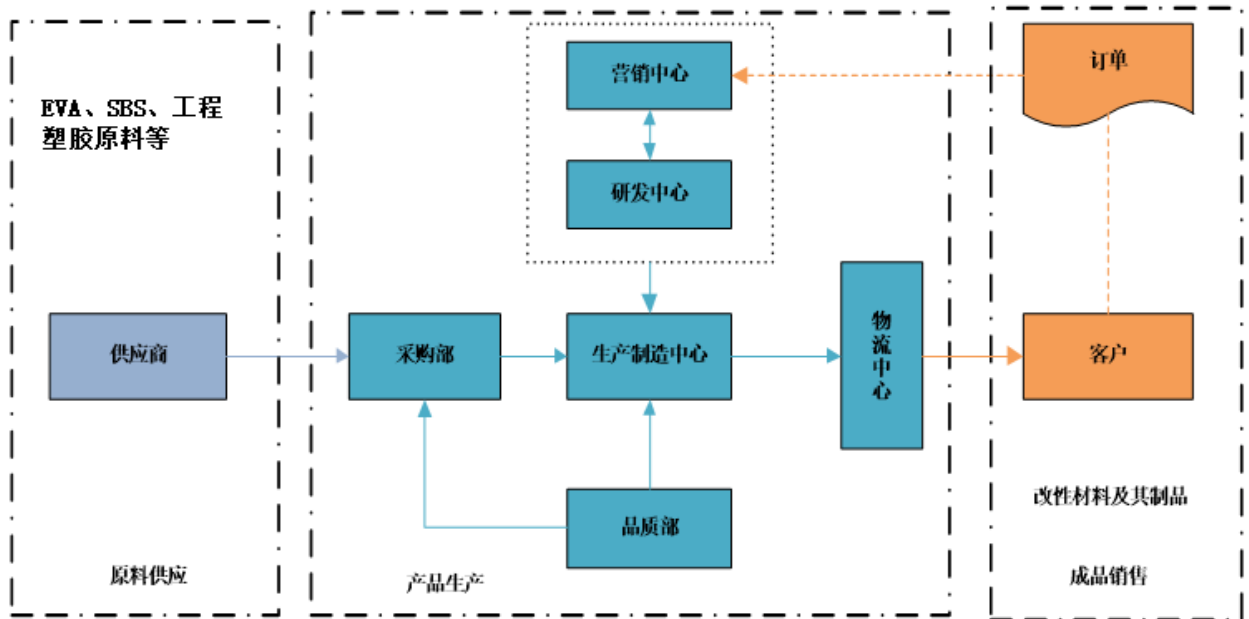 EVA、SBS、工程
塑胶原料等
供应商
原料供应
营销中心
研发中心
采购部
生产制造中心
物流中心
品质部
产品生产
订单
客户
改性材料及其制品
成品销售